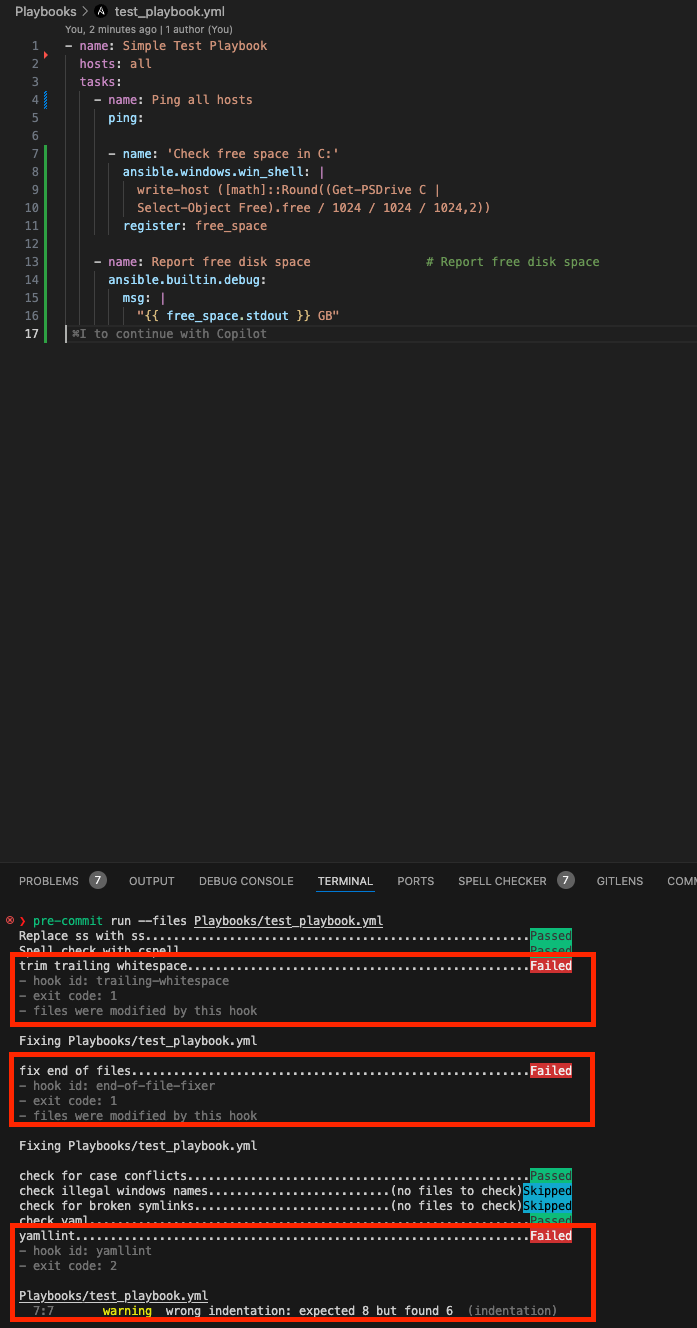 Playbooks > test_playbook.yml
You, 2 minutes ago | 1 author (You)
1 - name: Simple Test Playbook
2 hosts: all
3 tasks:
4 - name: Ping all hosts
5 ping:
6
7 - name: 'Check free space in C:'
8 ansible.windows.win_shell: |
9 write-host ([math]::Round((Get-PSDrive C |
10 Select-Object Free).free / 1024 / 1024 / 1024,2))
11 register: free_space
12
13 - name: Report free disk space # Report free disk space
14 ansible.builtin.debug:
15 msg: |
16 "{{ free_space.stdout }} GB"
17 ⌘I to continue with Copilot
PROBLEMS 7 OUTPUT DEBUG CONSOLE TERMINAL PORTS SPELL CHECKER 7 GITLENS COMM
❯ pre-commit run --files Playbooks/test_playbook.yml
Replace ss with ss.......................................................Passed
Spell check with cspell..................................................Passed
trim trailing whitespace.................................................Failed
- hook id: trailing-whitespace
- exit code: 1
- files were modified by this hook
Fixing Playbooks/test_playbook.yml
fix end of files.........................................................Failed
- hook id: end-of-file-fixer
- exit code: 1
- files were modified by this hook
Fixing Playbooks/test_playbook.yml
check for case conflicts.................................................Passed
check illegal windows names..........................(no files to check)Skipped
check for broken symlinks............................(no files to check)Skipped
check yaml...............................................................Passed
yamllint.................................................................Failed
- hook id: yamllint
- exit code: 2
Playbooks/test_playbook.yml
7:7 warning wrong indentation: expected 8 but found 6 (indentation)